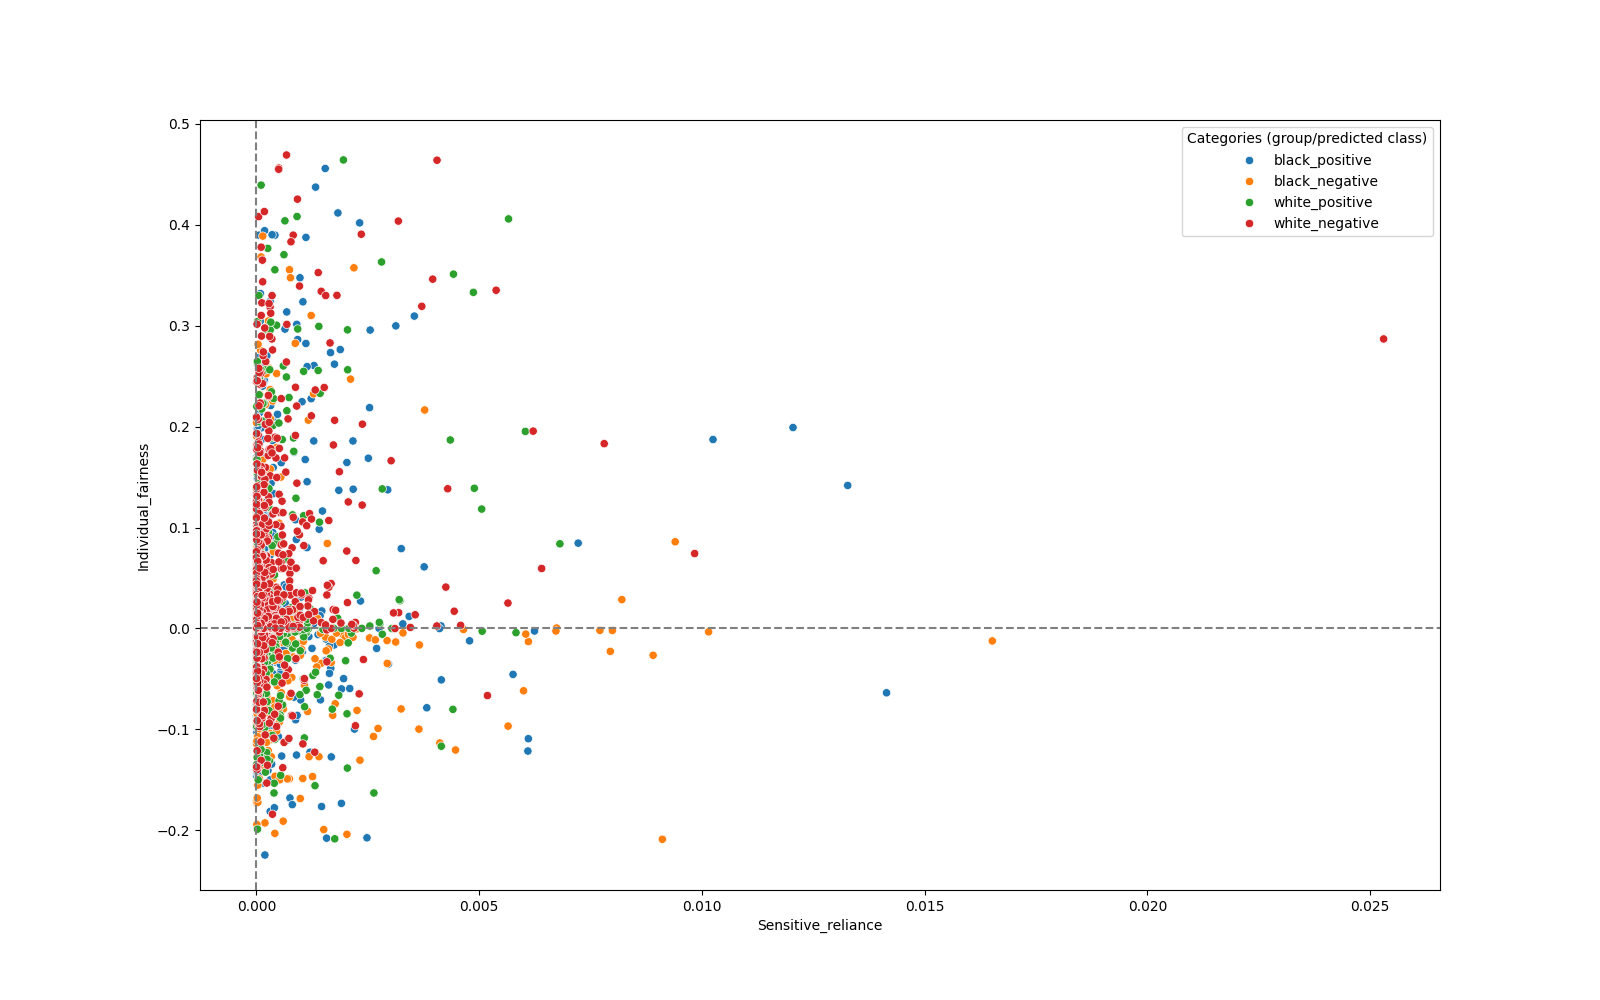 Categories (group/predicted class)
black_positive
black_negative
white_positive
white_negative
0.5
0.4
0.3
0.2
0.1
0.0
−0.1
−0.2
Individual_fairness
0.000
0.005
0.010
0.015
0.020
0.025
Sensitive_reliance